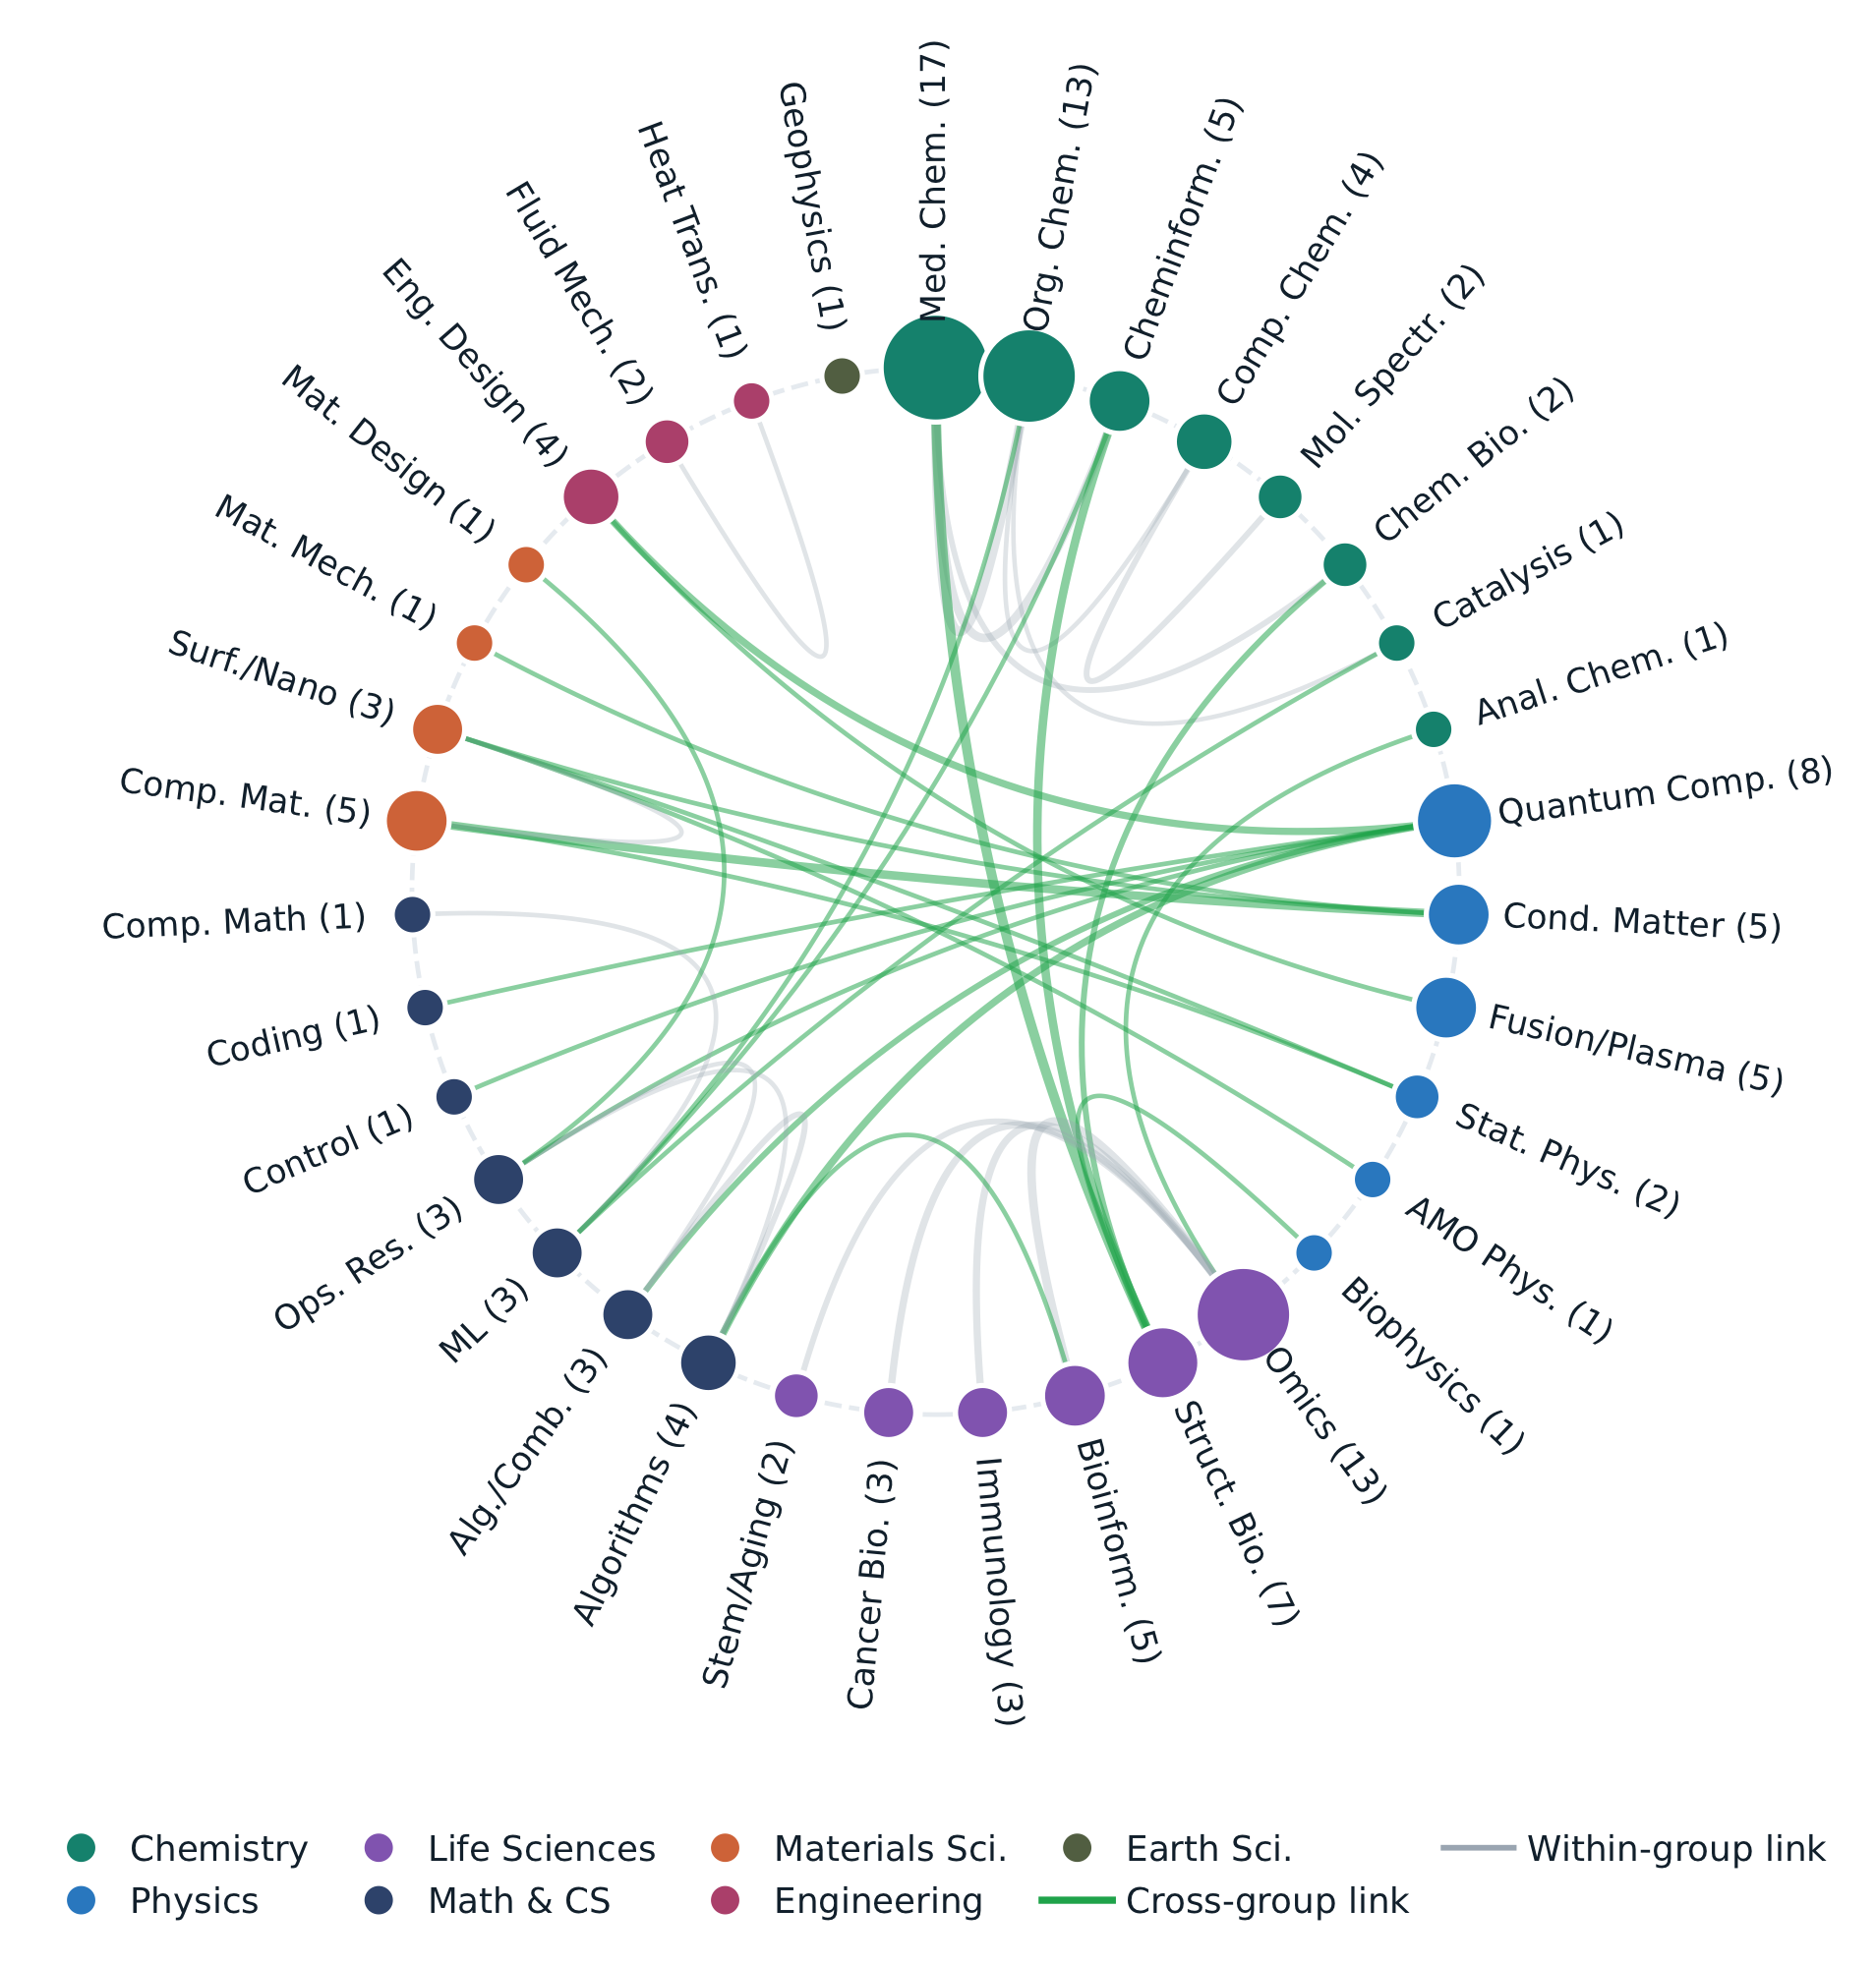 Med. Chem. (17)
Org. Chem. (13)
Cheminform. (5)
Comp. Chem. (4)
Mol. Spectr. (2)
Chem. Bio. (2)
Catalysis (1)
Anal. Chem. (1)
Quantum Comp. (8)
Cond. Matter (5)
Fusion/Plasma (5)
Stat. Phys. (2)
AMO Phys. (1)
Biophysics (1)
Omics (13)
Struct. Bio. (7)
Bioinform. (5)
Immunology (3)
Cancer Bio. (3)
Stem/Aging (2)
Algorithms (4)
Alg./Comb. (3)
ML (3)
Ops. Res. (3)
Control (1)
Coding (1)
Comp. Math (1)
Comp. Mat. (5)
Surf./Nano (3)
Mat. Mech. (1)
Mat. Design (1)
Eng. Design (4)
Fluid Mech. (2)
Heat Trans. (1)
Geophysics (1)
Chemistry
Physics
Life Sciences
Math & CS
Materials Sci.
Engineering
Earth Sci.
Cross-group link
Within-group link